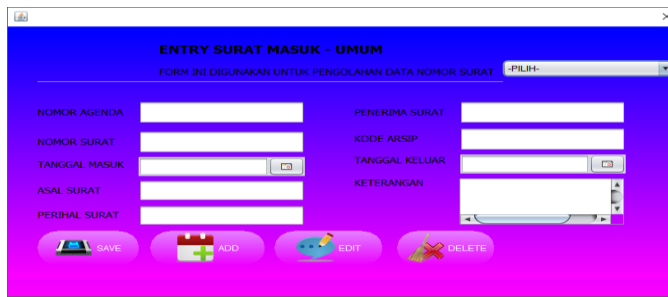 ENTRY SURAT MASUK - UMUM
FORM INI DIGUNAKAN UNTUK PENGOLAHAN DATA NOMOR SURAT
-PILIH-
NOMOR AGENDA
NOMOR SURAT
TANGGAL MASUK
ASAL SURAT
PERIHAL SURAT
PENERIMA SURAT
KODE ARSIP
TANGGAL KELUAR
KETERANGAN
SAVE
ADD
EDIT
DELETE